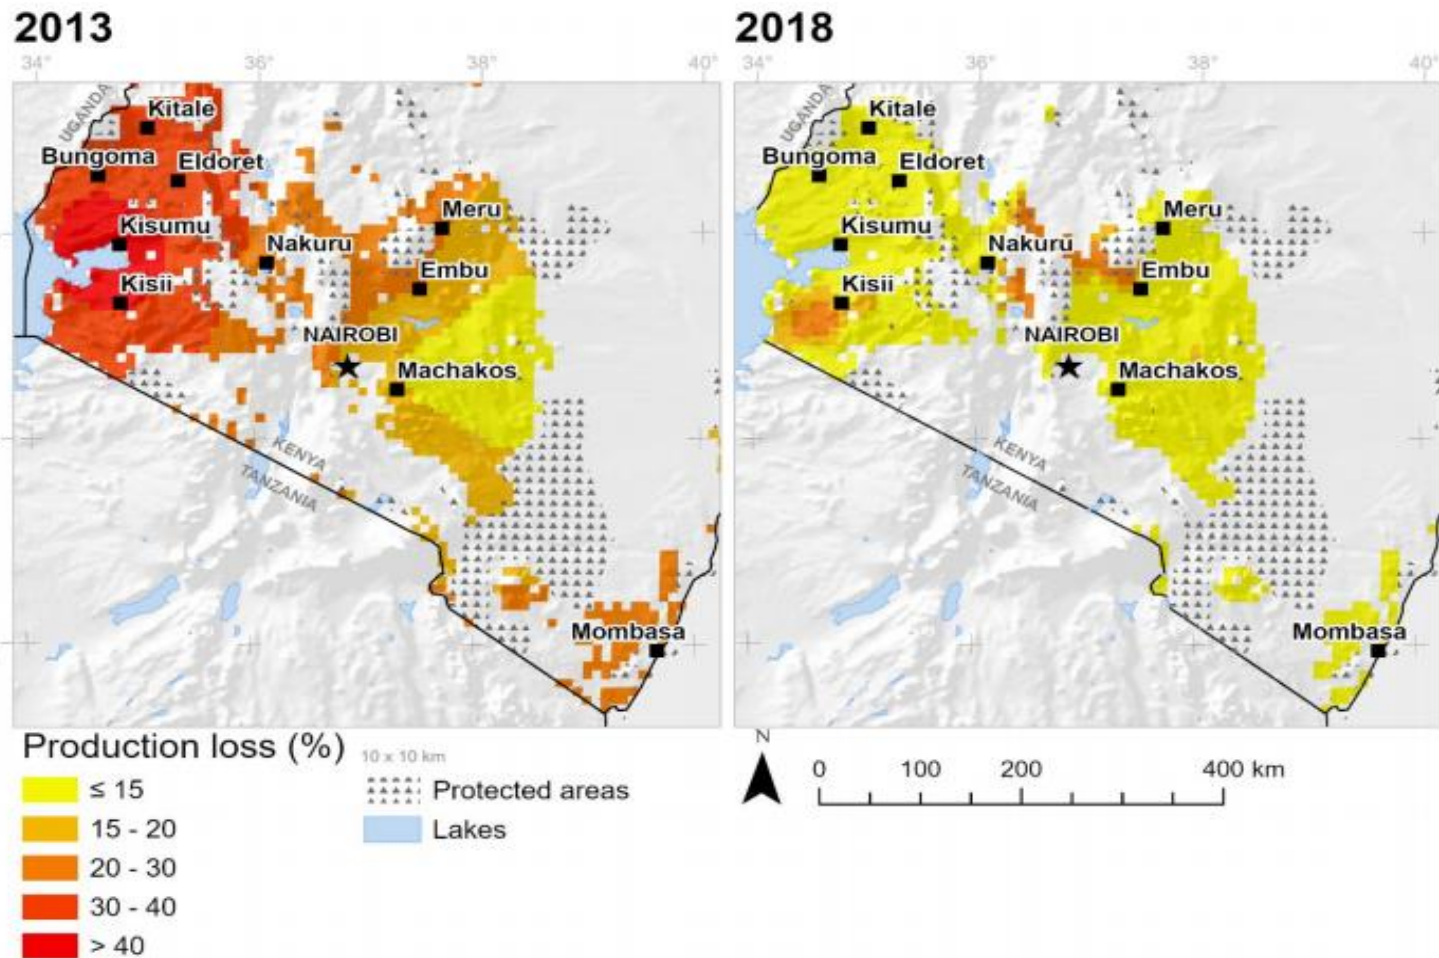 2013
2018
34°
36°
38°
40°
34°
36°
38°
40°
UGANDA
Kitale
Bungoma
Eldoret
Kisumu
Meru
Nakuru
Embu
Kisii
NAIROBI
Machakos
KENYA
TANZANIA
Mombasa
UGANDA
Kitale
Bungoma
Eldoret
Kisumu
Meru
Nakuru
Embu
Kisii
NAIROBI
Machakos
KENYA
TANZANIA
Mombasa
Production loss (%)
≤ 15
15 - 20
20 - 30
30 - 40
> 40
10 x 10 km
Protected areas
Lakes
N
0 100 200 400 km